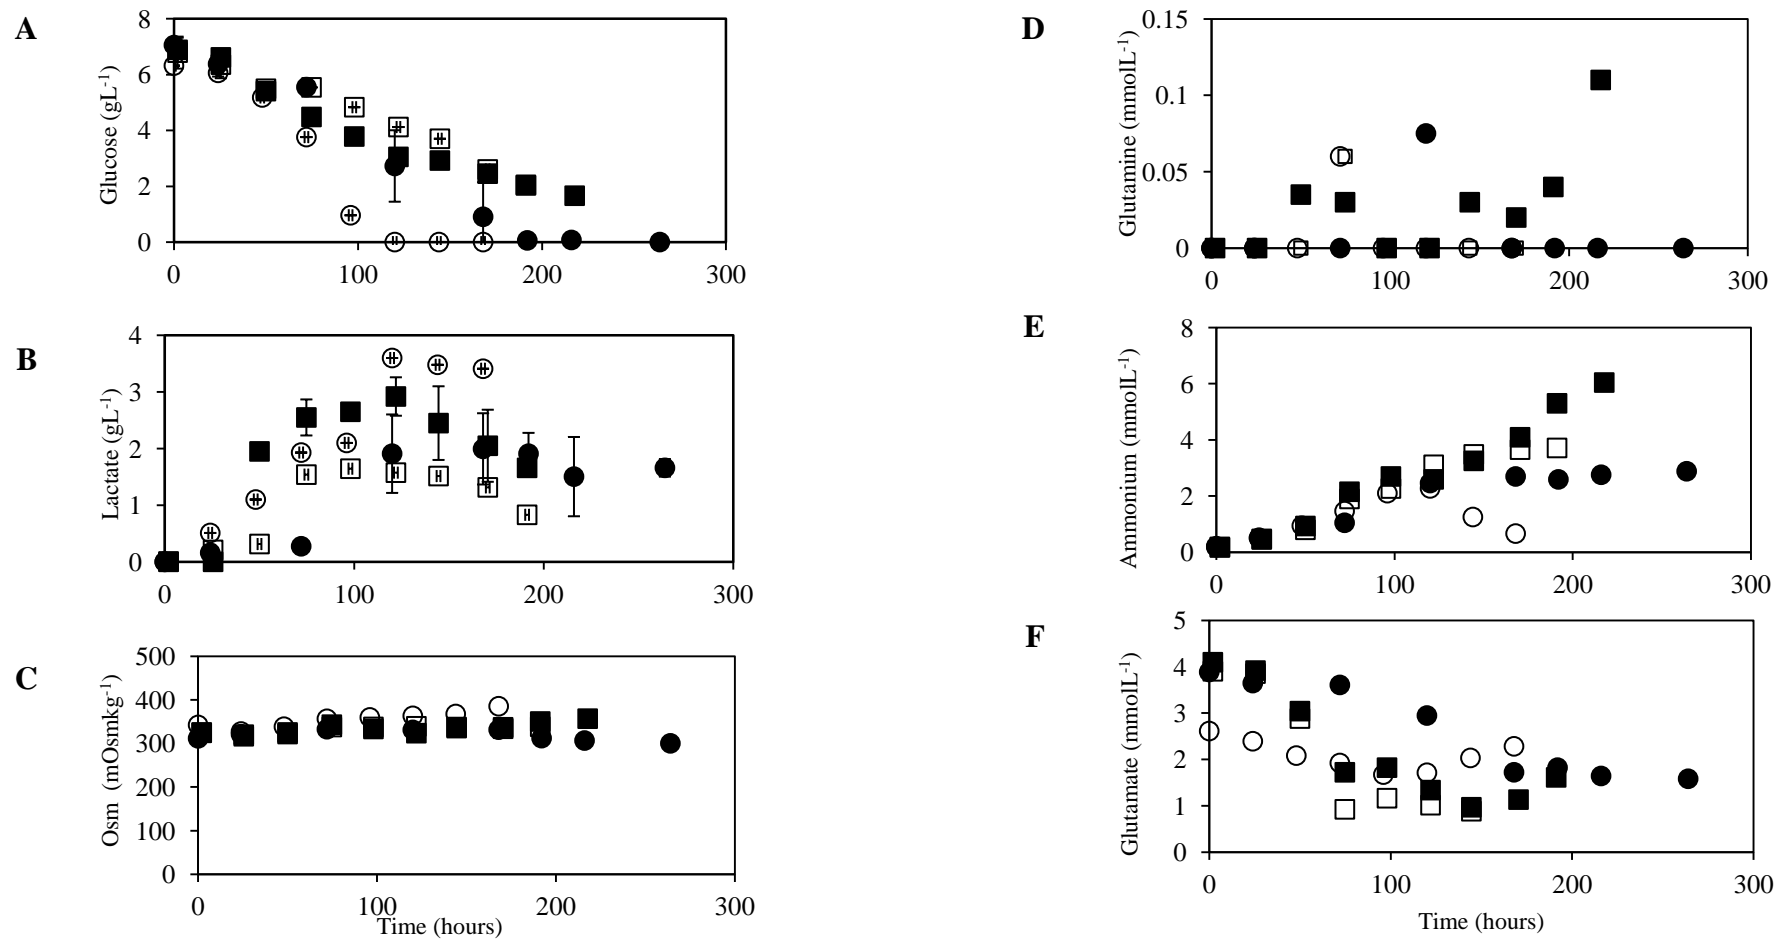 A
Glucose (gL-1)
8
6
4
2
0
0 100 200 300
B
Lactate (gL-1)
4
3
2
1
0
0 100 200 300
C
Osm (mOsmkg-1)
500
400
300
200
100
0
0 100 200 300
Time (hours)
D
Glutamine (mmolL-1)
0.15
0.1
0.05
0
0 100 200 300
E
Ammonium (mmolL-1)
8
6
4
2
0
0 100 200 300
F
Glutamate (mmolL-1)
5
4
3
2
1
0
0 100 200 300
Time (hours)